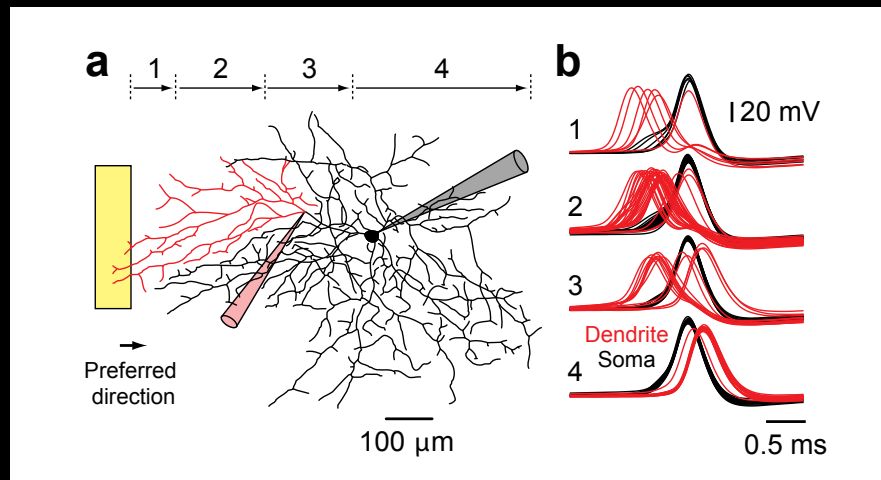 a
1 2 3 4
Preferred
direction
100 µm
b
20 mV
1
2
3
Dendrite
Soma
4
0.5 ms